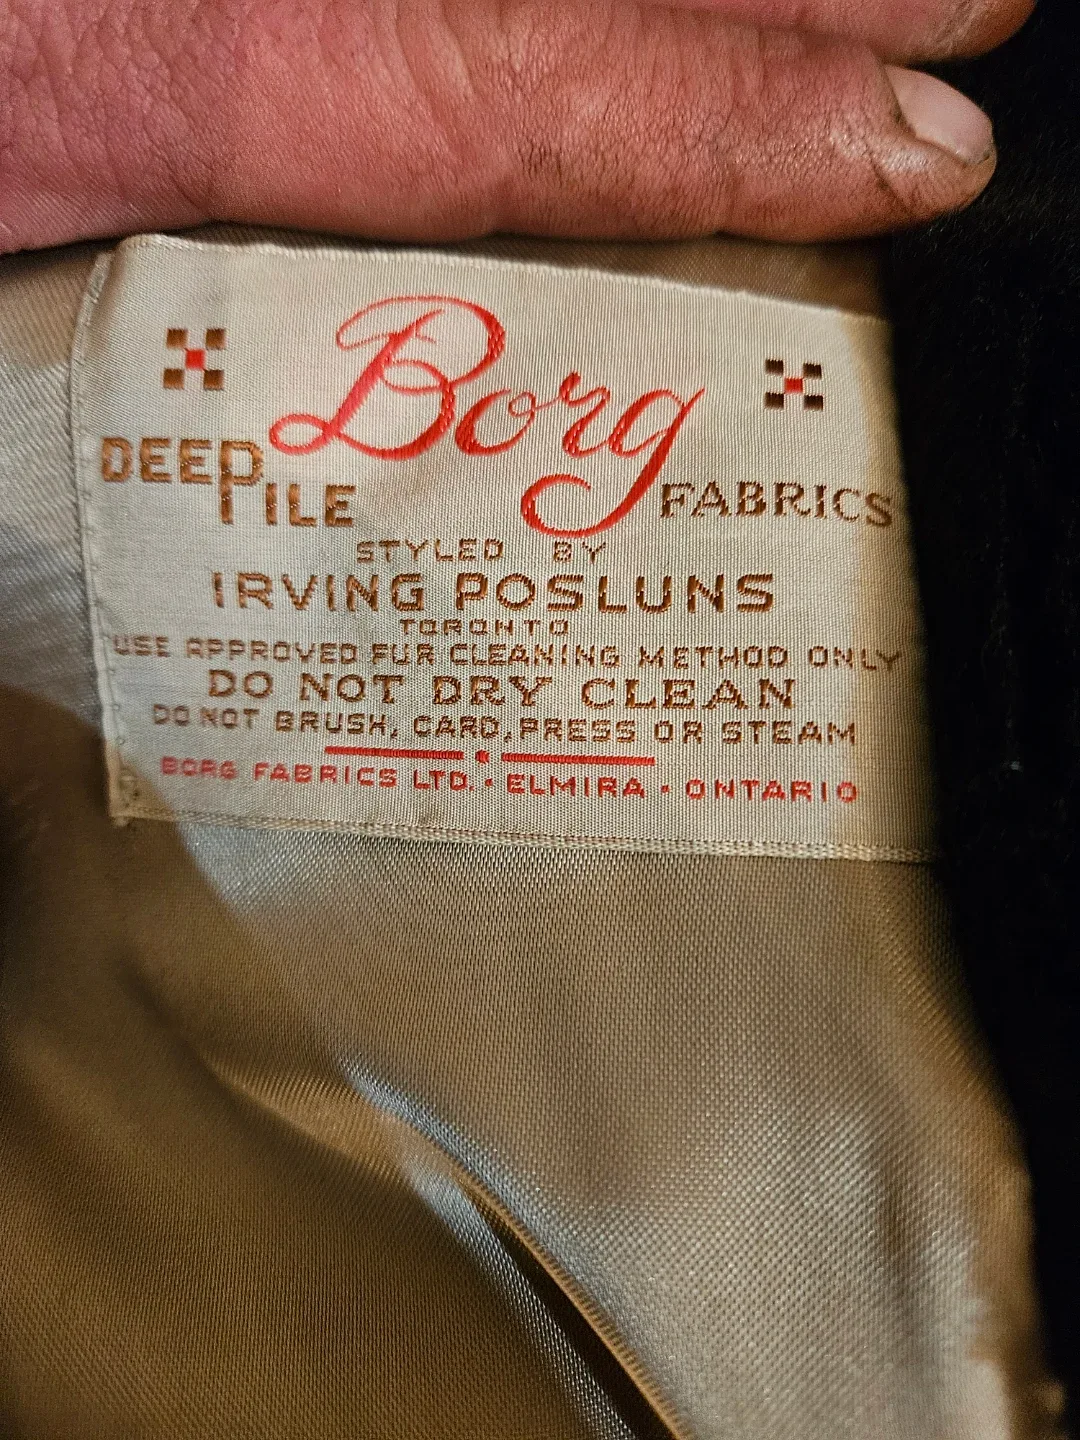 Borg
DEEP PILE FABRICS
STYLED BY
IRVING POSLUNS
TORONTO
USE APPROVED FUR CLEANING METHOD ONLY
DO NOT DRY CLEAN
DO NOT BRUSH, CARD, PRESS OR STEAM
BORG FABRICS LTD. · ELMIRA · ONTARIO